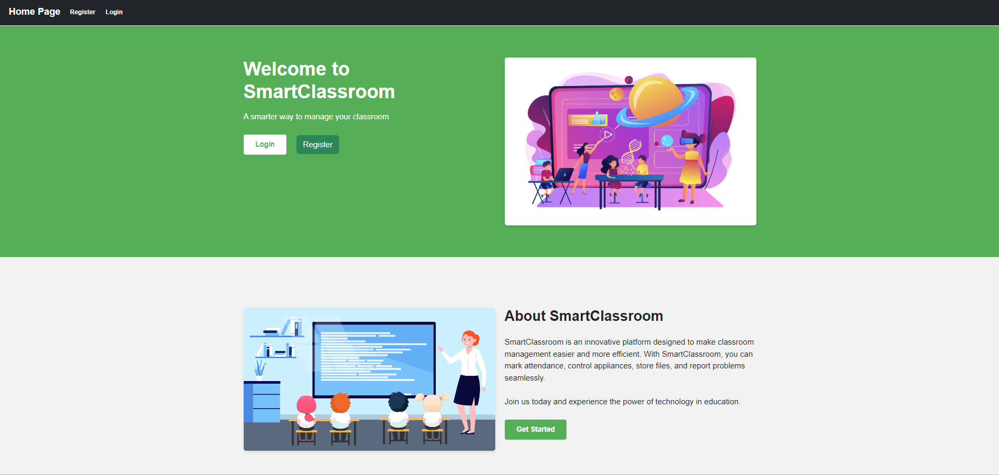 Home Page Register Login
Welcome to
SmartClassroom
A smarter way to manage your classroom
Login Register
About SmartClassroom
SmartClassroom is an innovative platform designed to make classroom
management easier and more efficient. With SmartClassroom, you can
mark attendance, control appliances, store files, and report problems
seamlessly.
Join us today and experience the power of technology in education.
Get Started